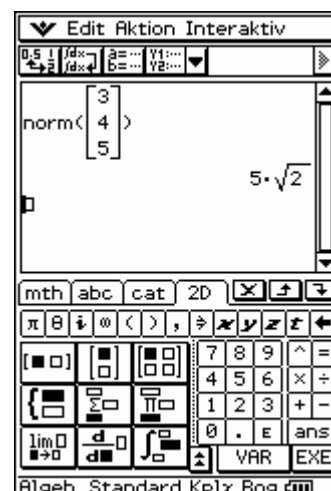 Edit Aktion Interaktiv
norm(
3
4
5
)
5·√2
mth abc cat 2D
π θ i ∞ ( ) , ⇒ x y z t ←
7 8 9 ^ =
4 5 6 × ÷
Σ Π 1 2 3 + −
lim d/d ∫ 0 . E ans
VAR EXE
Algeb Standard Kplx Bog